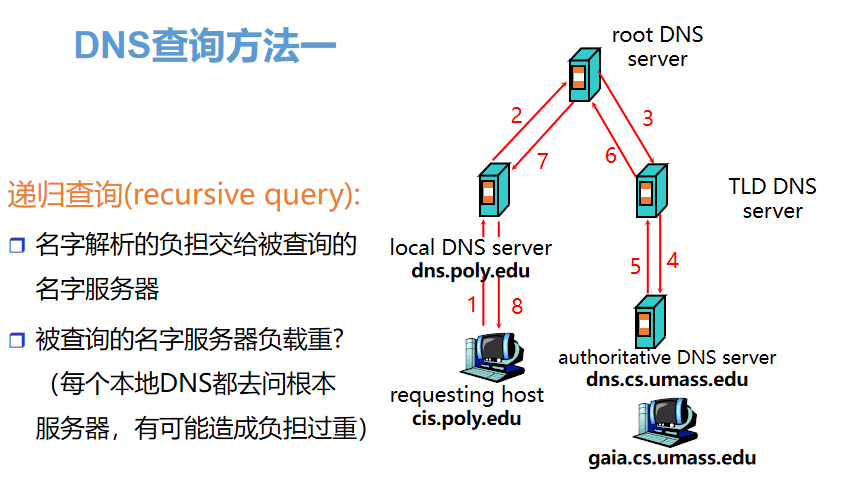 DNS查询方法一
递归查询(recursive query):
名字解析的负担交给被查询的
名字服务器
被查询的名字服务器负载重?
（每个本地DNS都去问根本
服务器，有可能造成负担过重）
root DNS
server
2
3
7
6
TLD DNS
server
local DNS server
dns.poly.edu
5
4
1
8
authoritative DNS server
dns.cs.umass.edu
requesting host
cis.poly.edu
gaia.cs.umass.edu